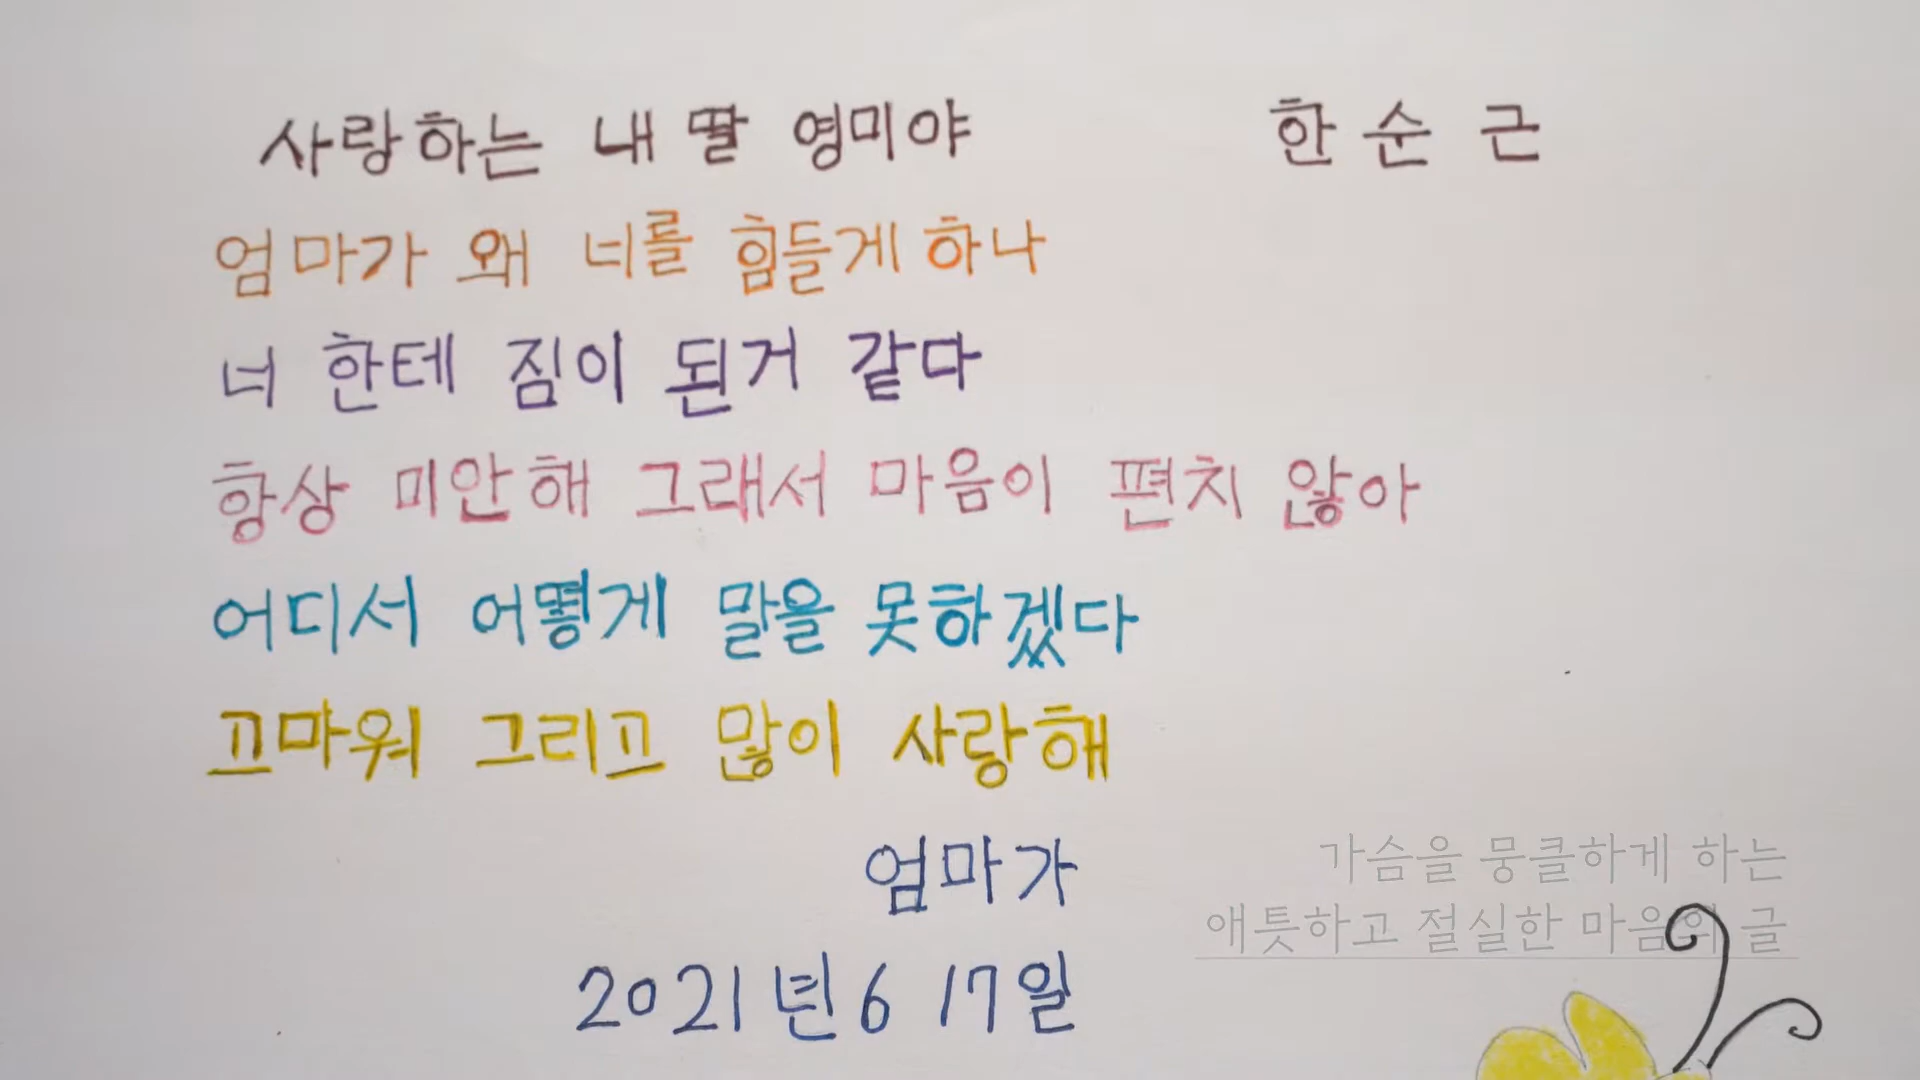 사랑하는 내 딸 영미야 한 순 근
엄마가 왜 너를 힘들게 하나
너 한테 짐이 된거 같다
항상 미안해 그래서 마음이 편치 않아
어디서 어떻게 말을 못하겠다
고마워 그리고 많이 사랑해
엄마가
2021년 6 17일
가슴을 뭉클하게 하는
애틋하고 절실한 마음의 글